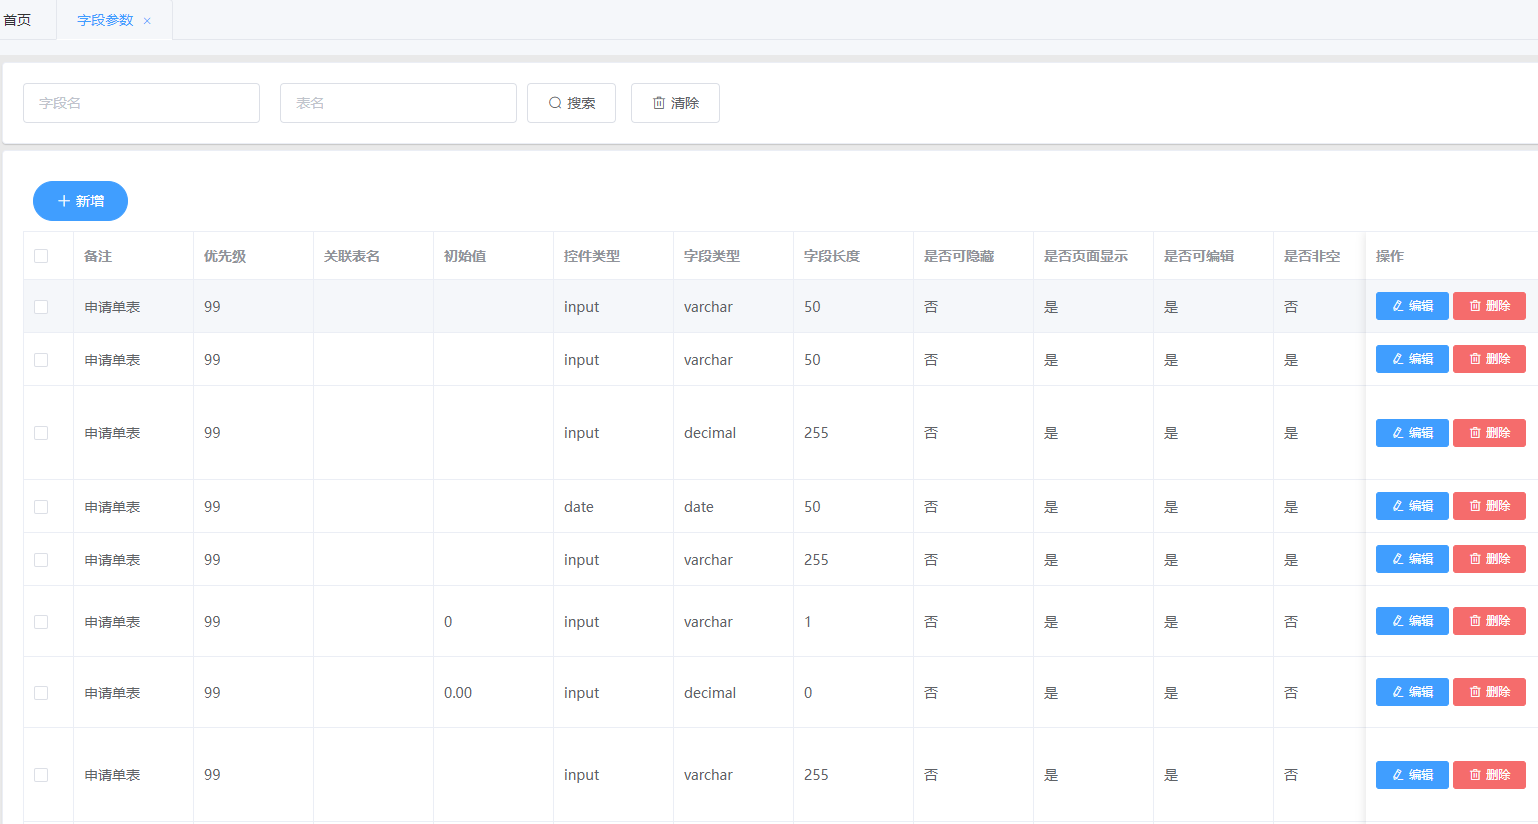 首页 字段参数 ×
字段名 表名 搜索 清除
+ 新增
备注 优先级 关联表名 初始值 控件类型 字段类型 字段长度 是否可隐藏 是否页面显示 是否可编辑 是否非空 操作
申请单表 99 input varchar 50 否 是 是 否 编辑 删除
申请单表 99 input varchar 50 否 是 是 是 编辑 删除
申请单表 99 input decimal 255 否 是 是 是 编辑 删除
申请单表 99 date date 50 否 是 是 是 编辑 删除
申请单表 99 input varchar 255 否 是 是 是 编辑 删除
申请单表 99 0 input varchar 1 否 是 是 否 编辑 删除
申请单表 99 0.00 input decimal 0 否 是 是 否 编辑 删除
申请单表 99 input varchar 255 否 是 是 否 编辑 删除